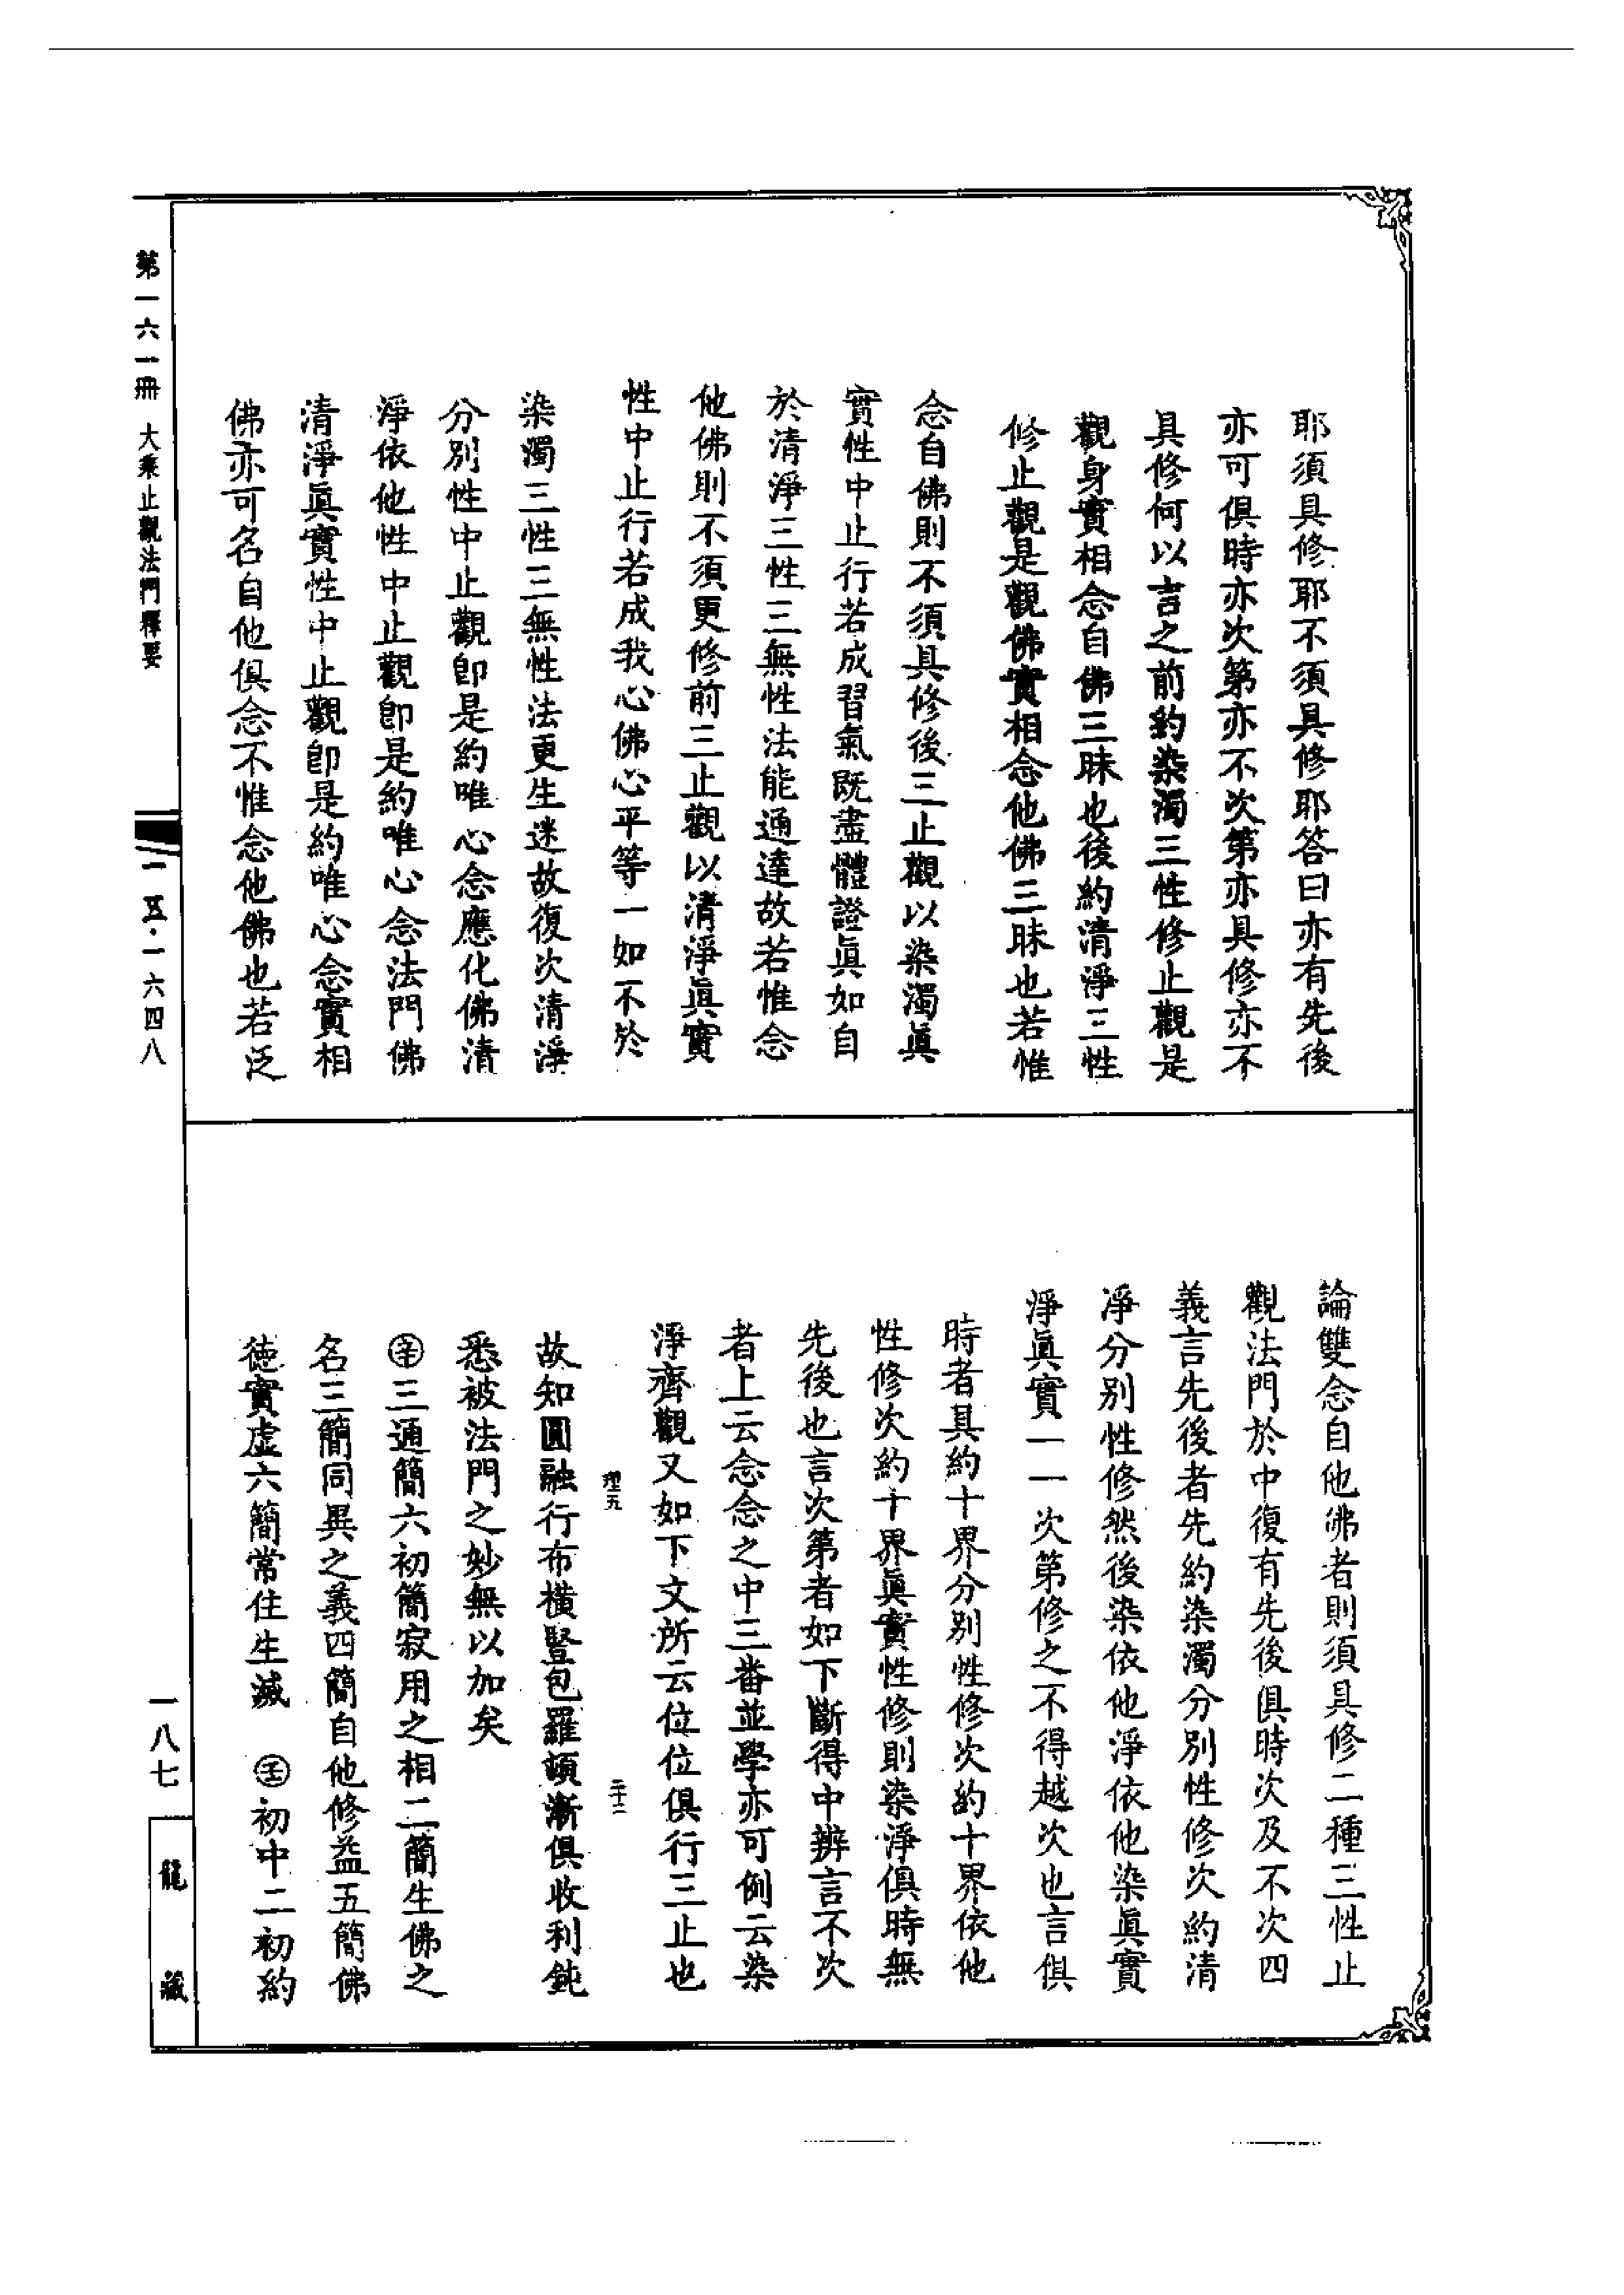 耶須具修耶不須具修耶答曰亦有先後
亦可俱時亦次第亦不次第亦具修亦不
具修何以言之前約染濁三性修止觀是
觀身實相念自佛三昧也後約清淨三性
修止觀是觀佛實相念他佛三昧也若惟
念自佛則不須具修後三止觀以染濁眞
實性中止行若成習氣既盡體證眞如自
於清淨三性三無性法能通達故若惟念
他佛則不須更修前三止觀以清淨眞實
性中止行若成我心佛心平等一如不於
染濁三性三無性法更生迷故復次清淨
分別性中止觀卽是約唯心念應化佛清
淨依他性中止觀卽是約唯心念法門佛
清淨眞實性中止觀卽是約唯心念實相
佛亦可名自他俱念不惟念他佛也若泛
論雙念自他佛者則須具修二種三性止
觀法門於中復有先後俱時次及不次四
義言先後者先約染濁分別性修次約清
淨分別性修然後染依他淨依他染眞實
淨眞實一一次第修之不得越次也言俱
時者具約十界分別性修次約十界依他
性修次約十界眞實性修則染淨俱時無
先後也言次第者如下斷得中辨言不次
者上云念念之中三番並學亦可例云染
淨齊觀又如下文所云位位俱行三止也
理五
二十二
故知圓融行布橫豎包羅頓漸俱收利鈍
悉被法門之妙無以加矣
㊛三通簡六初簡寂用之相二簡生佛之
名三簡同異之義四簡自他修益五簡佛
德實虛六簡常住生滅 ㊂初中二初約
第一六一冊 大乘止觀法門釋要
一五·一六四八
一八七
龍藏